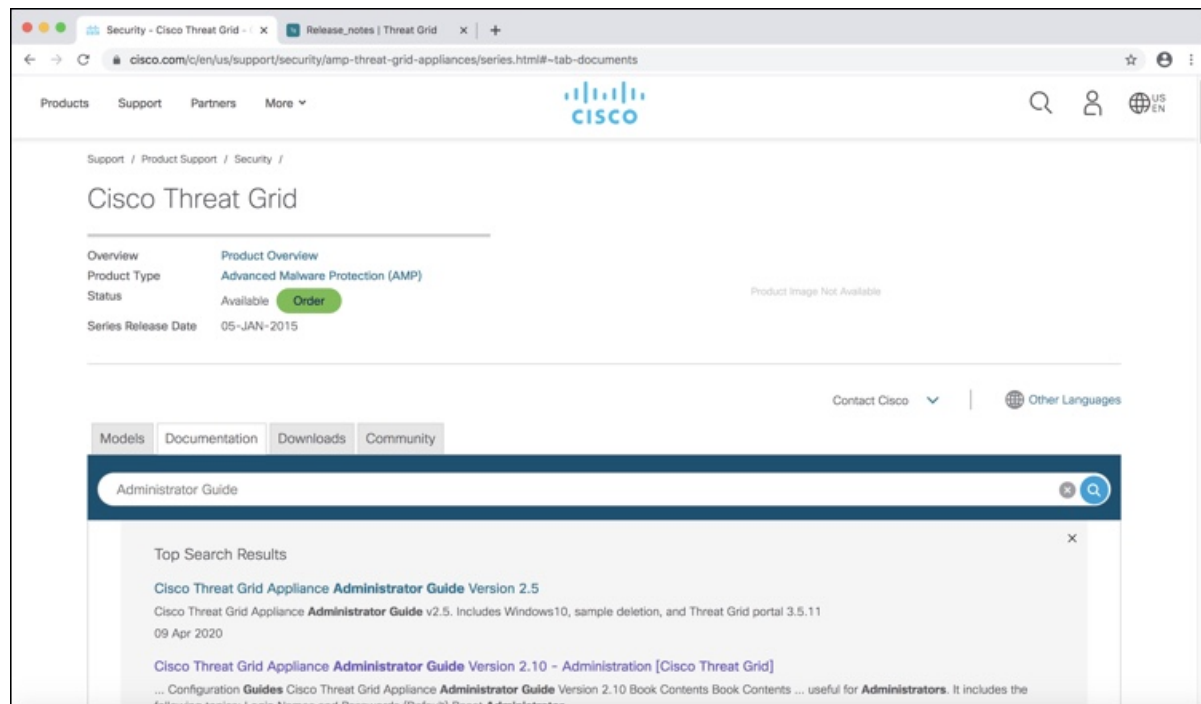 Security - Cisco Threat Grid -
Release_notes | Threat Grid
cisco.com/c/en/us/support/security/amp-threat-grid-appliances/series.html#~tab-documents
Products Support Partners More
CISCO
US
EN
Support / Product Support / Security /
Cisco Threat Grid
Overview Product Overview
Product Type Advanced Malware Protection (AMP)
Status Available Order
Series Release Date 05-JAN-2015
Product Image Not Available
Contact Cisco Other Languages
Models Documentation Downloads Community
Administrator Guide
Top Search Results
Cisco Threat Grid Appliance Administrator Guide Version 2.5
Cisco Threat Grid Appliance Administrator Guide v2.5. Includes Windows10, sample deletion, and Threat Grid portal 3.5.11
09 Apr 2020
Cisco Threat Grid Appliance Administrator Guide Version 2.10 - Administration [Cisco Threat Grid]
... Configuration Guides Cisco Threat Grid Appliance Administrator Guide Version 2.10 Book Contents Book Contents ... useful for Administrators. It includes the